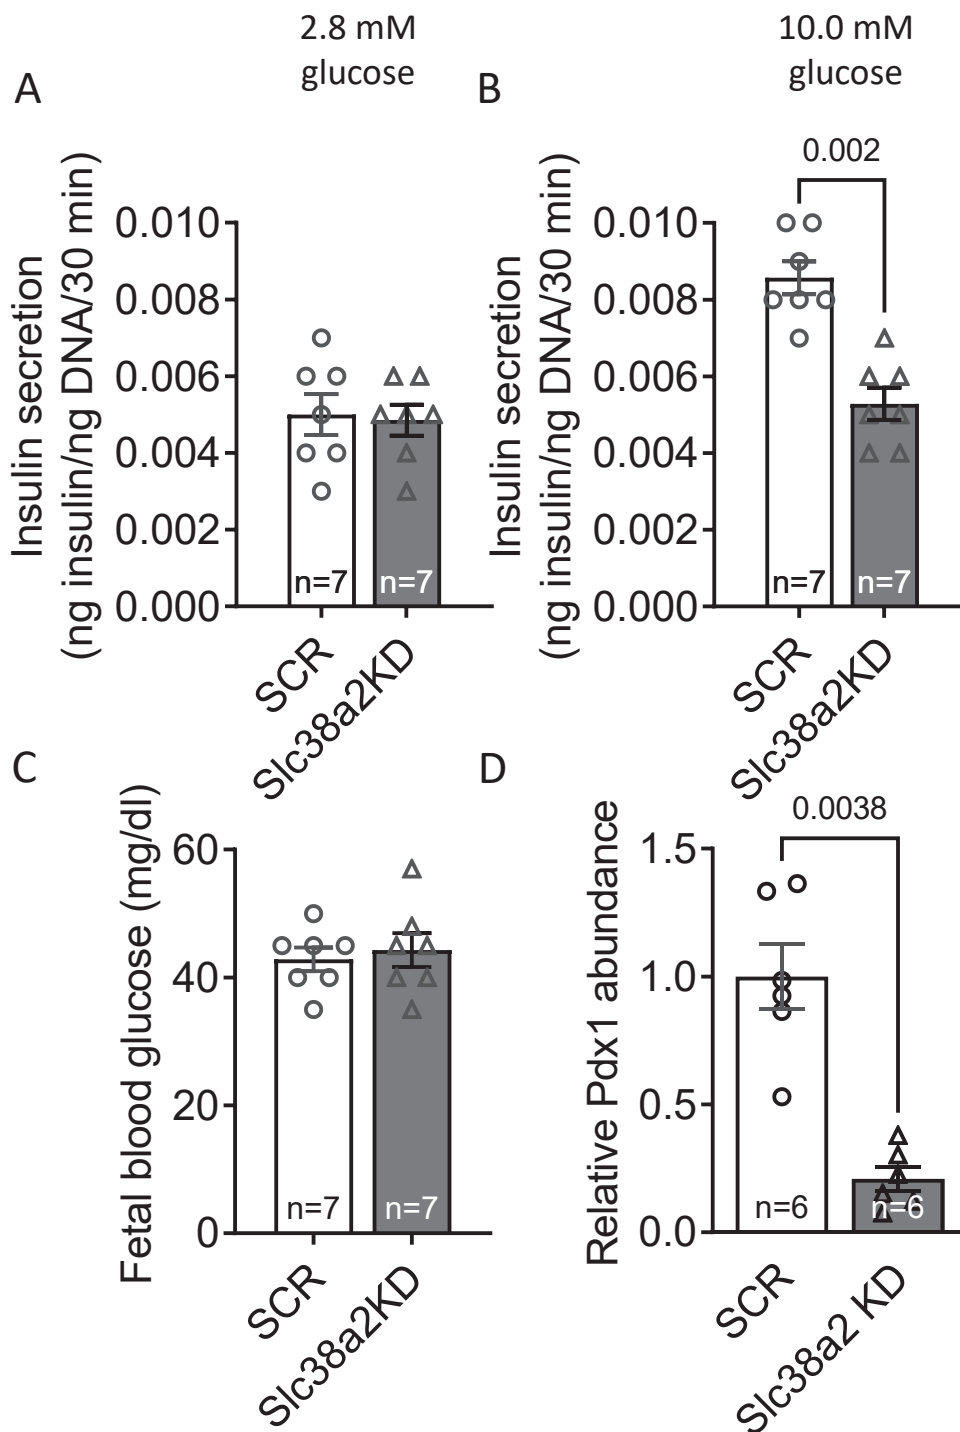 2.8 mM
glucose
10.0 mM
glucose
A
Insulin secretion
(ng insulin/ng DNA/30 min)
0.010
0.008
0.006
0.004
0.002
0.000
n=7
n=7
SCR
Slc38a2KD
B
Insulin secretion
(ng insulin/ng DNA/30 min)
0.002
0.010
0.008
0.006
0.004
0.002
0.000
n=7
n=7
SCR
Slc38a2KD
C
Fetal blood glucose (mg/dl)
60
40
20
0
n=7
n=7
SCR
Slc38a2KD
D
Relative Pdx1 abundance
0.0038
1.5
1.0
0.5
0.0
n=6
n=6
SCR
Slc38a2 KD